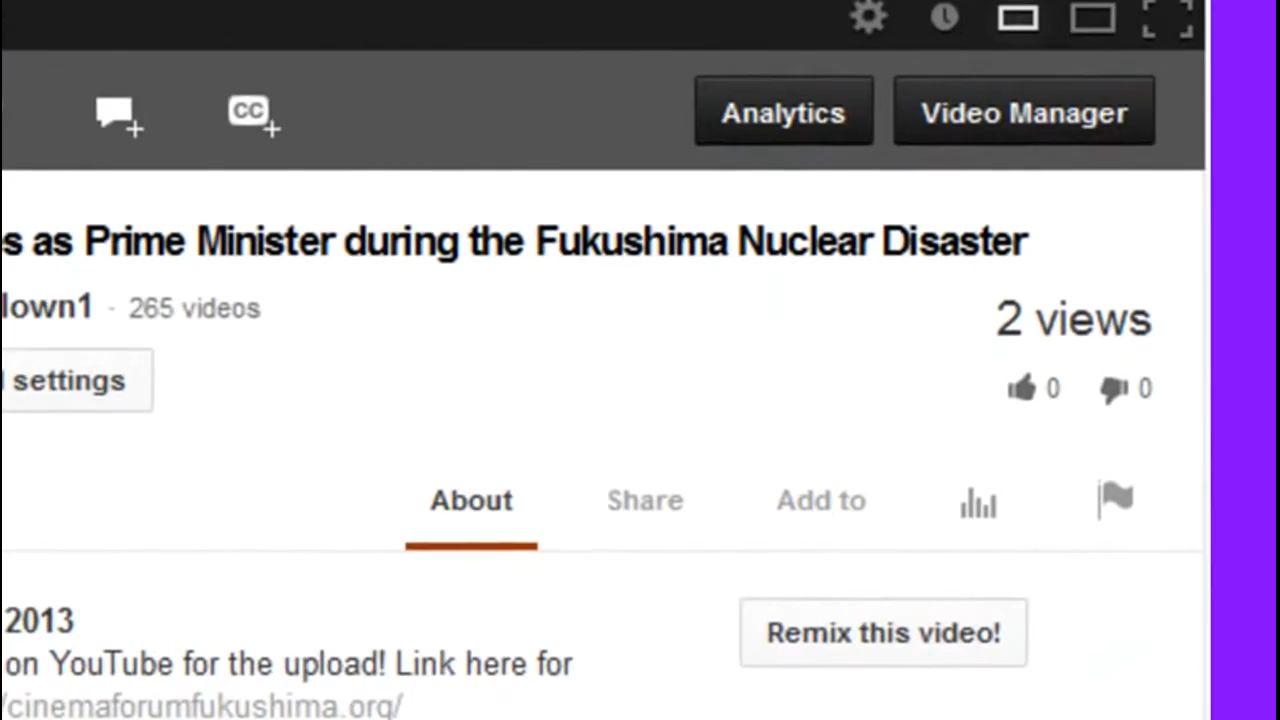 CC
Analytics Video Manager
s as Prime Minister during the Fukushima Nuclear Disaster
lown1 - 265 videos
2 views
settings
0 0
About Share Add to
2013
Remix this video!
on YouTube for the upload! Link here for
/cinemaforumfukushima.org/